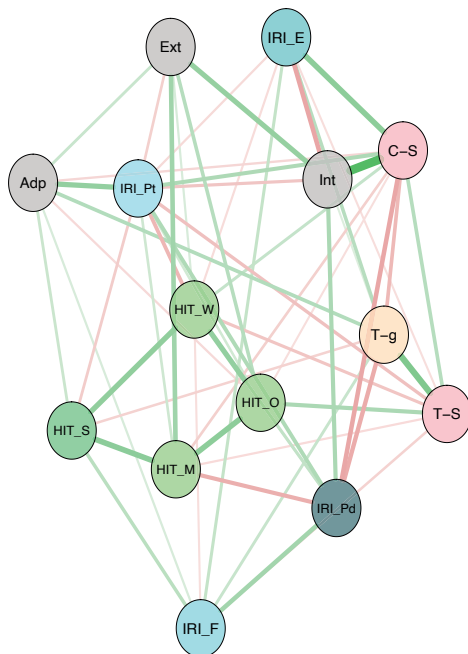 IRI_E
Ext
C-S
Int
Adp
IRI_Pt
HIT_W
T-g
HIT_O
T-S
HIT_S
HIT_M
IRI_Pd
IRI_F